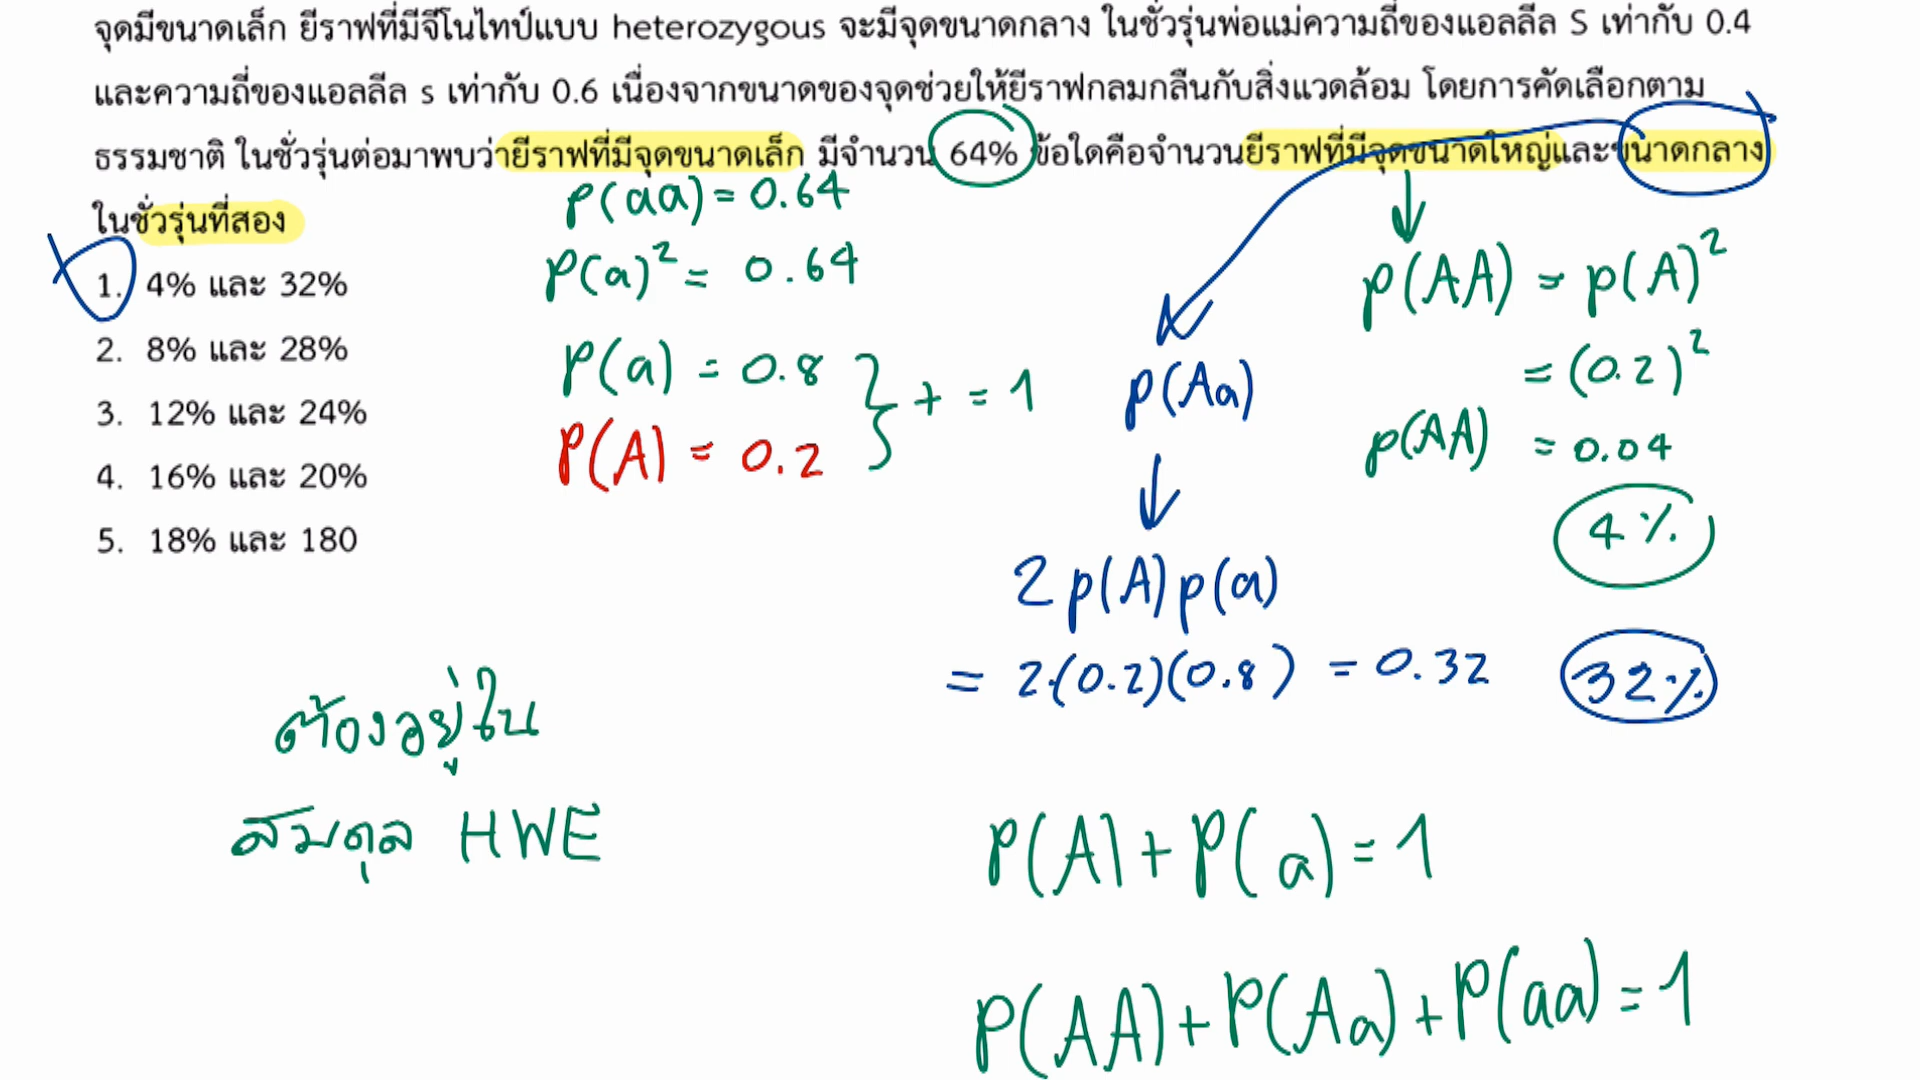 จุดมีขนาดเล็ก ยีราฟที่มีจีโนไทป์แบบ heterozygous จะมีจุดขนาดกลาง ในชั่วรุ่นพ่อแม่ความถี่ของแอลลีล S เท่ากับ 0.4
และความถี่ของแอลลีล s เท่ากับ 0.6 เนื่องจากขนาดของจุดช่วยให้ยีราฟกลมกลืนกับสิ่งแวดล้อม โดยการคัดเลือกตาม
ธรรมชาติ ในชั่วรุ่นต่อมาพบว่ายีราฟที่มีจุดขนาดเล็ก มีจำนวน 64% ข้อใดคือจำนวนยีราฟที่มีจุดขนาดใหญ่และขนาดกลาง
ในชั่วรุ่นที่สอง
1. 4% และ 32%
2. 8% และ 28%
3. 12% และ 24%
4. 16% และ 20%
5. 18% และ 180
P(aa) = 0.64
P(a)² = 0.64
P(a) = 0.8
P(A) = 0.2
} + = 1
p(Aa)
2p(A)p(a)
= 2·(0.2)(0.8) = 0.32
32%
p(AA) = p(A)²
= (0.2)²
p(AA) = 0.04
4%
ต้องอยู่ใน
สมดุล HWE
P(A) + P(a) = 1
P(AA) + P(Aa) + P(aa) = 1